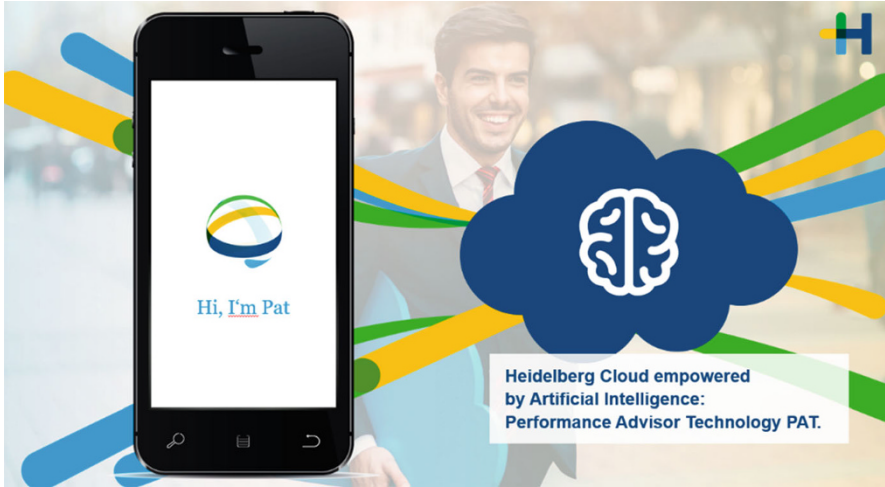 Hi, I‘m Pat
Heidelberg Cloud empowered
by Artificial Intelligence:
Performance Advisor Technology PAT.